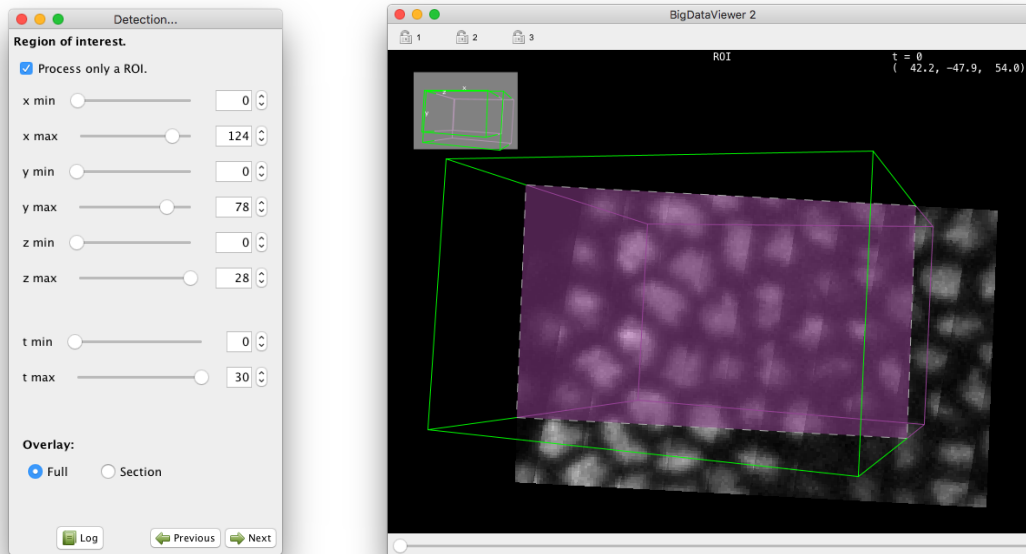 Detection...
Region of interest.
Process only a ROI.
x min 0
x max 124
y min 0
y max 78
z min 0
z max 28
t min 0
t max 30
Overlay:
Full Section
Log Previous Next
BigDataViewer 2
1 2 3
ROI
t = 0
( 42.2, -47.9, 54.0)
z x
y